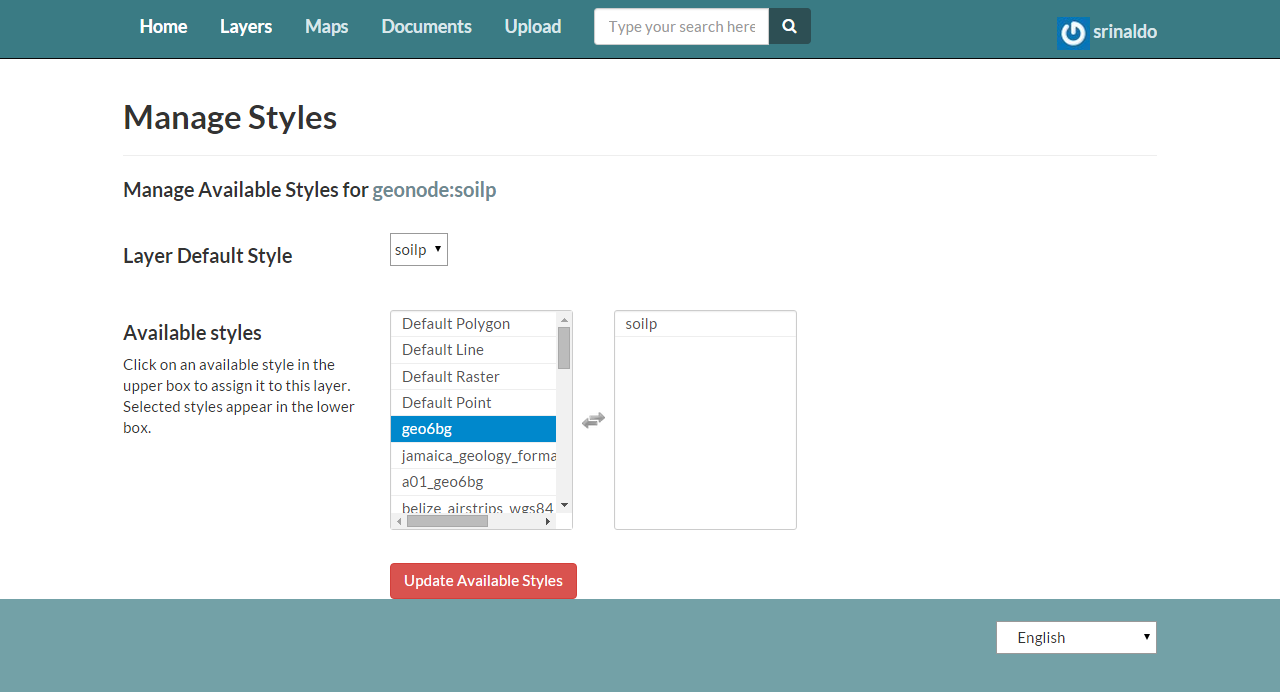 Home Layers Maps Documents Upload Type your search here srinaldo
Manage Styles
Manage Available Styles for geonode:soilp
Layer Default Style soilp
Available styles
Click on an available style in the
upper box to assign it to this layer.
Selected styles appear in the lower
box.
Default Polygon
Default Line
Default Raster
Default Point
geo6bg
jamaica_geology_forma
a01_geo6bg
belize_airstrips_wgs84
soilp
Update Available Styles
English